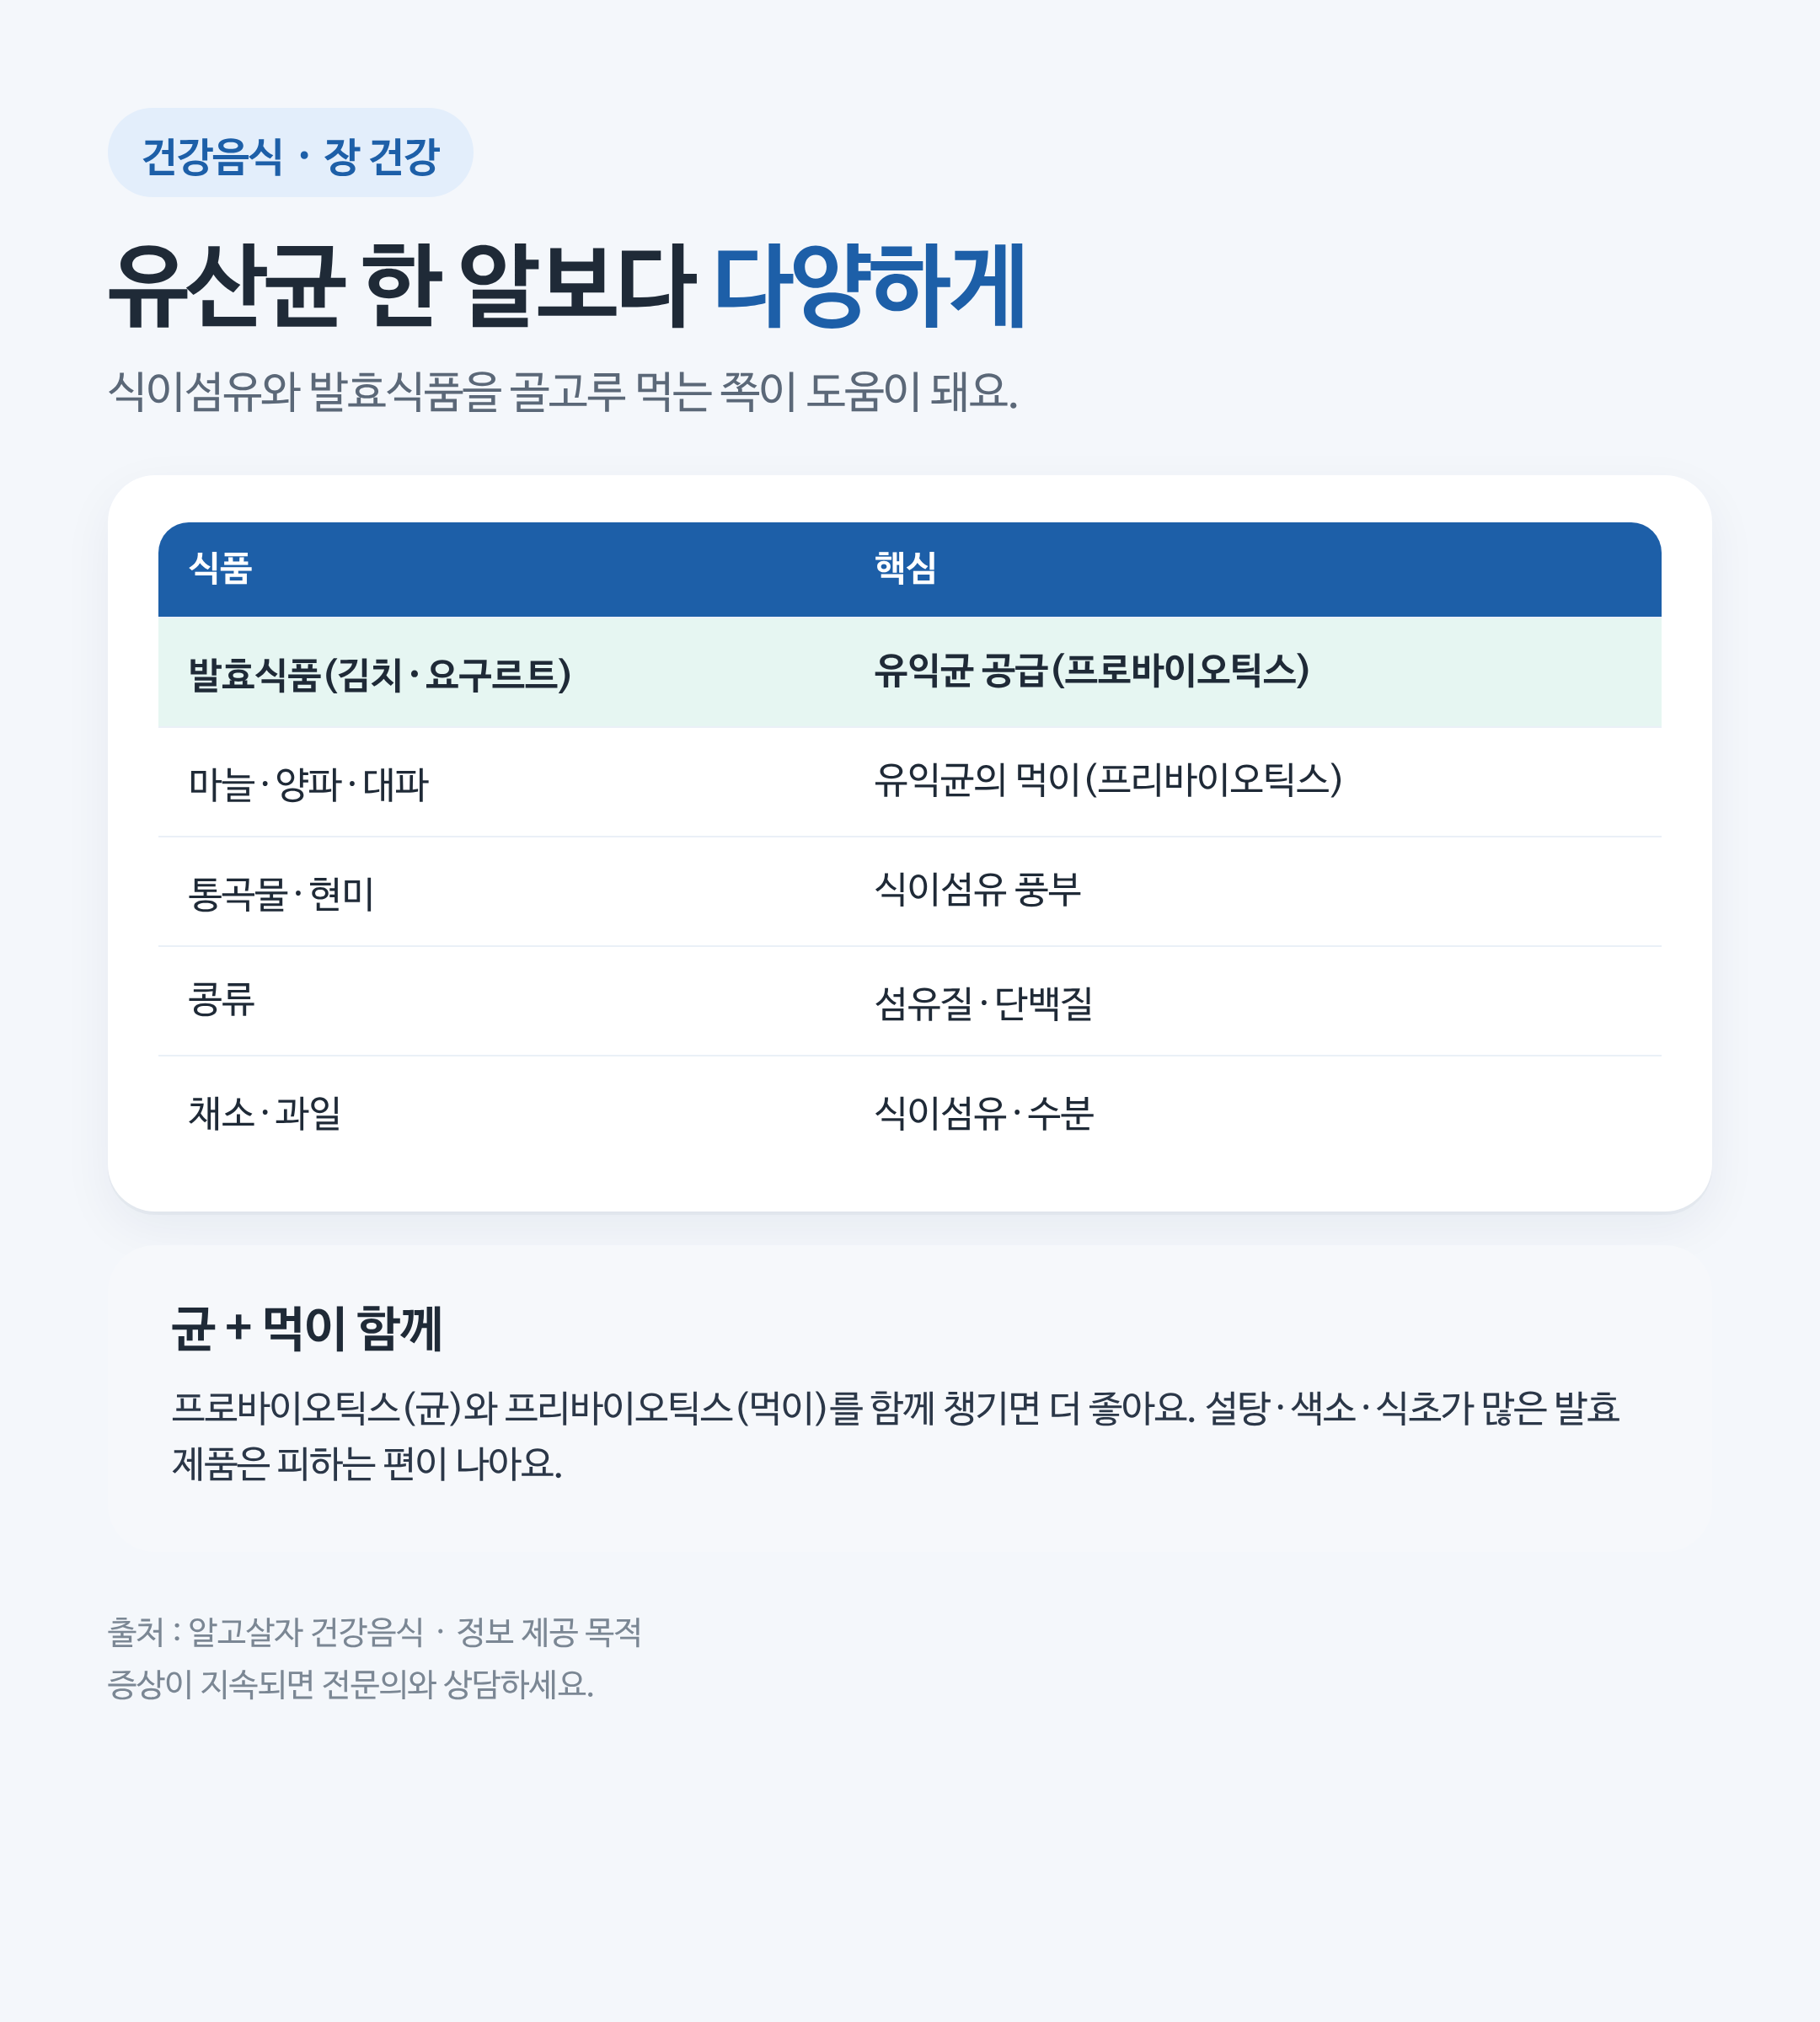 건강음식 · 장 건강
유산균 한 알보다 다양하게
식이섬유와 발효식품을 골고루 먹는 쪽이 도움이 돼요.
식품 핵심
발효식품(김치·요구르트) 유익균 공급(프로바이오틱스)
마늘·양파·대파 유익균의 먹이(프리바이오틱스)
통곡물·현미 식이섬유 풍부
콩류 섬유질·단백질
채소·과일 식이섬유·수분
균 + 먹이 함께
프로바이오틱스(균)와 프리바이오틱스(먹이)를 함께 챙기면 더 좋아요. 설탕·색소·식초가 많은 발효
제품은 피하는 편이 나아요.
출처 : 알고살자 건강음식 · 정보 제공 목적
증상이 지속되면 전문의와 상담하세요.